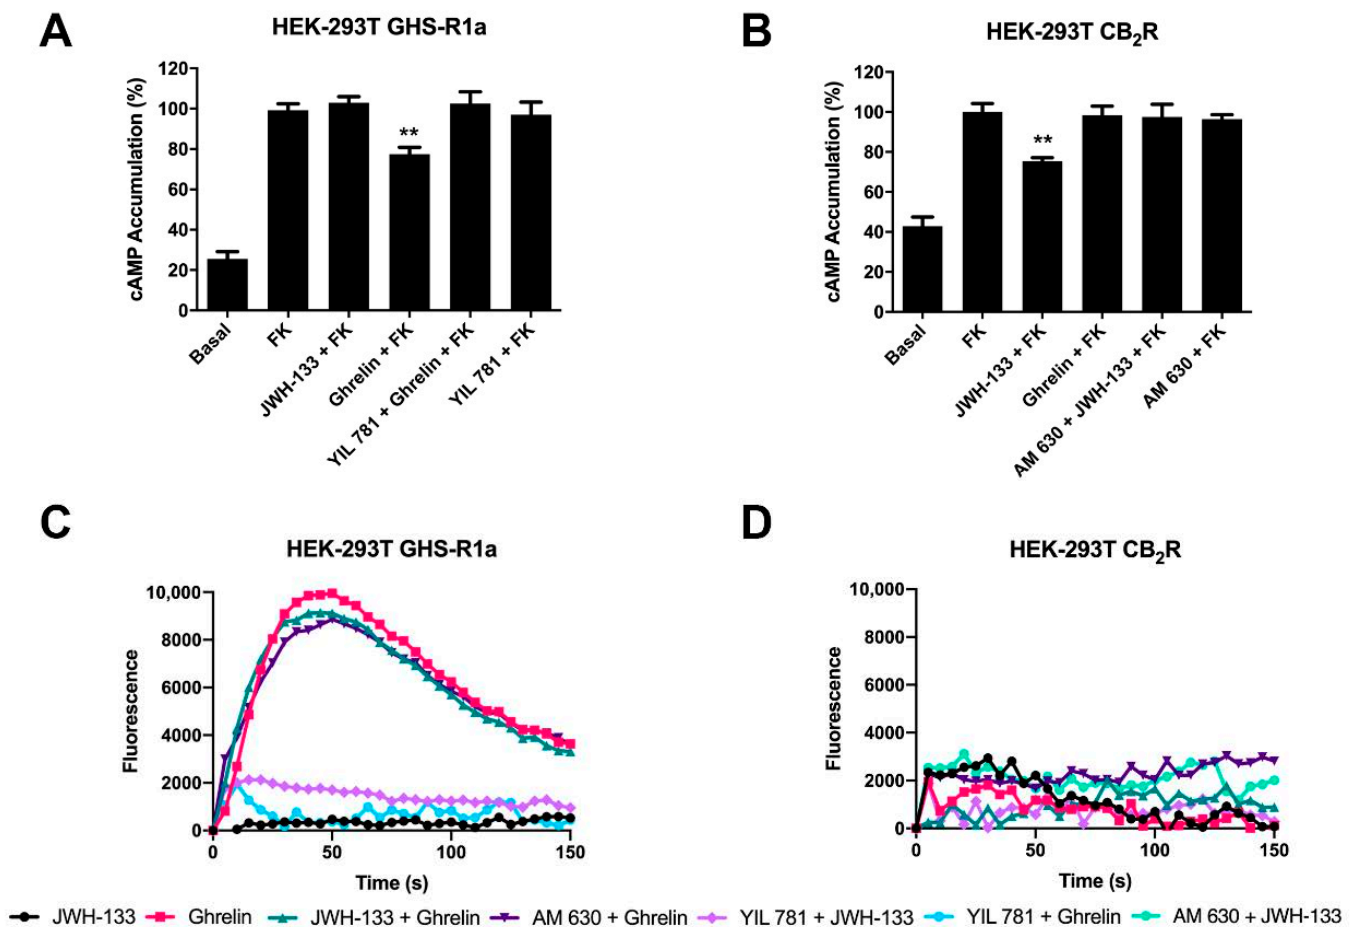 A
HEK-293T GHS-R1a
cAMP Accumulation (%)
120
100
80
60
40
20
0
**
Basal
FK
JWH-133 + FK
Ghrelin + FK
YIL 781 + Ghrelin + FK
YIL 781 + FK
B
HEK-293T CB₂R
cAMP Accumulation (%)
120
100
80
60
40
20
0
**
Basal
FK
JWH-133 + FK
Ghrelin + FK
AM 630 + JWH-133 + FK
AM 630 + FK
C
HEK-293T GHS-R1a
Fluorescence
10,000
8000
6000
4000
2000
0
0
50
100
150
Time (s)
D
HEK-293T CB₂R
Fluorescence
10,000
8000
6000
4000
2000
0
0
50
100
150
Time (s)
JWH-133
Ghrelin
JWH-133 + Ghrelin
AM 630 + Ghrelin
YIL 781 + JWH-133
YIL 781 + Ghrelin
AM 630 + JWH-133